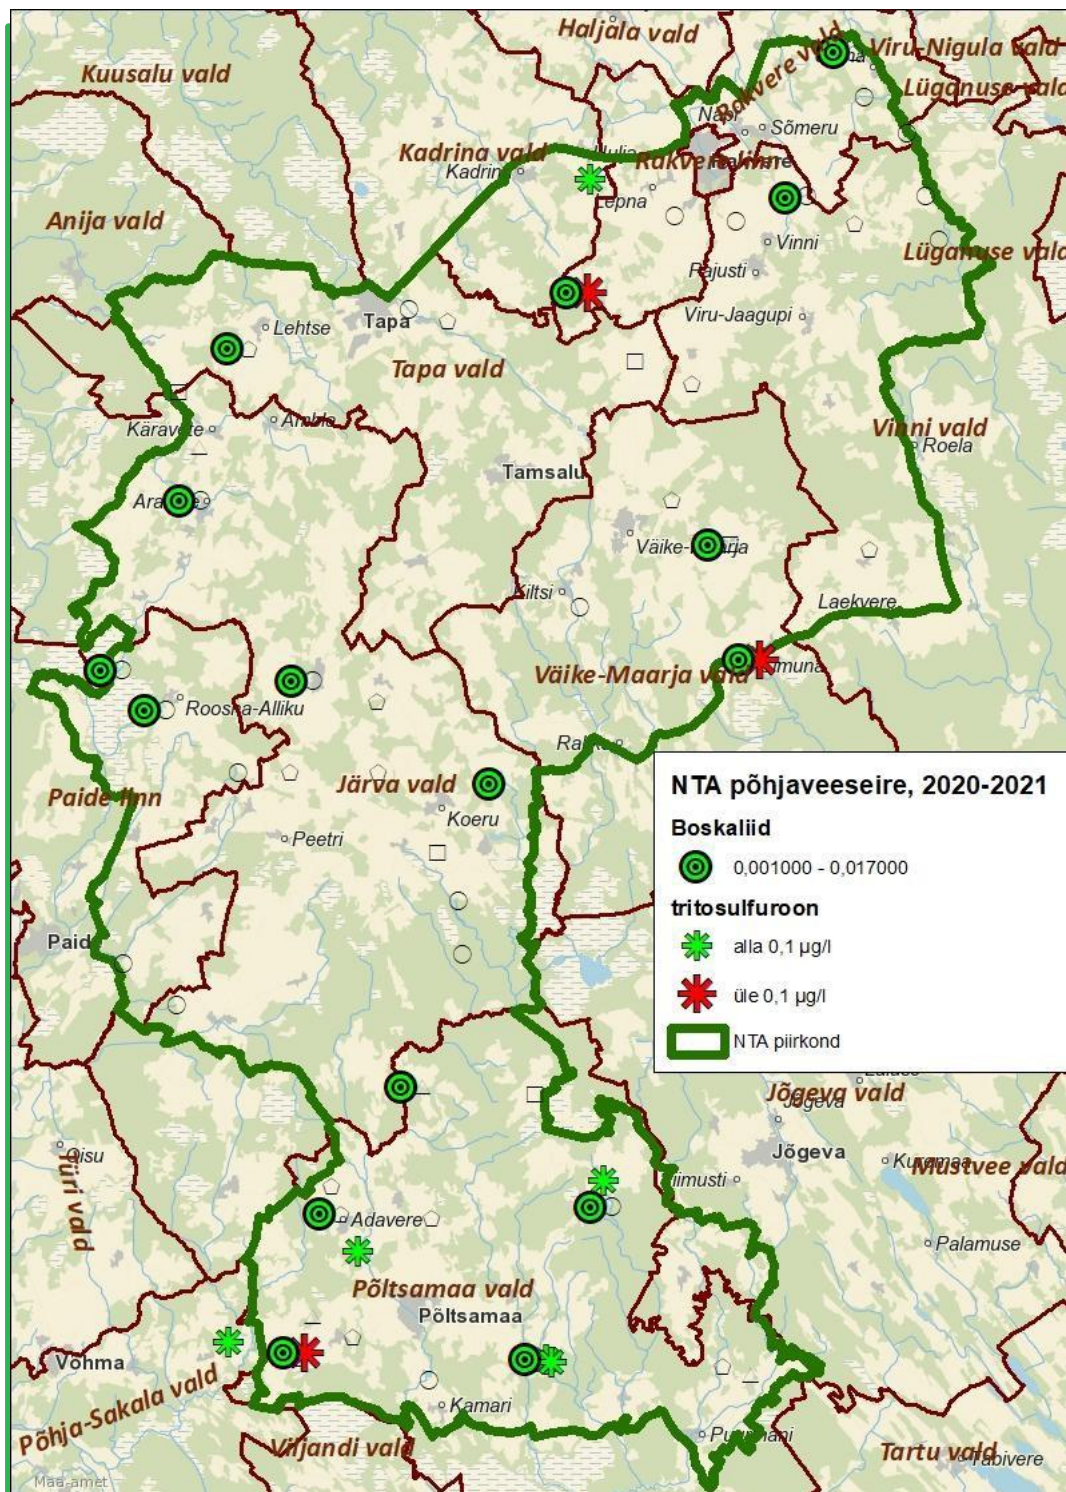 Haljala vald
Viru-Nigula vald
Kuusalu vald
Rakvere vald
Lüganuse vald
Sõmeru
Kadrina vald
Kadrina
Rakvere linn
Lepna
Anija vald
Vinni
Lüganuse vald
Rajusti
Viru-Jaagupi
Lehtse
Tapa
Tapa vald
Ambla
Käravete
Vinni vald
Roela
Tamsalu
Väike-Maarja
Kiltsi
Laekvere
Väike-Maarja vald
Roosna-Alliku
Järva vald
Paide linn
Koeru
Peetri
NTA põhjaveeseire, 2020-2021
Boskaliid
0,001000 - 0,017000
tritosulfuroon
alla 0,1 µg/l
üle 0,1 µg/l
NTA piirkond
Paid
Jõgeva vald
Jõgeva
Jõgeva
Oisu
Türi vald
Kuremaa
Mustvee vald
iimusti
Adavere
Palamuse
Põltsamaa vald
Põltsamaa
Võhma
Põhja-Sakala vald
Kamari
Viljandi vald
Tartu vald
Tabivere
Maa-amet